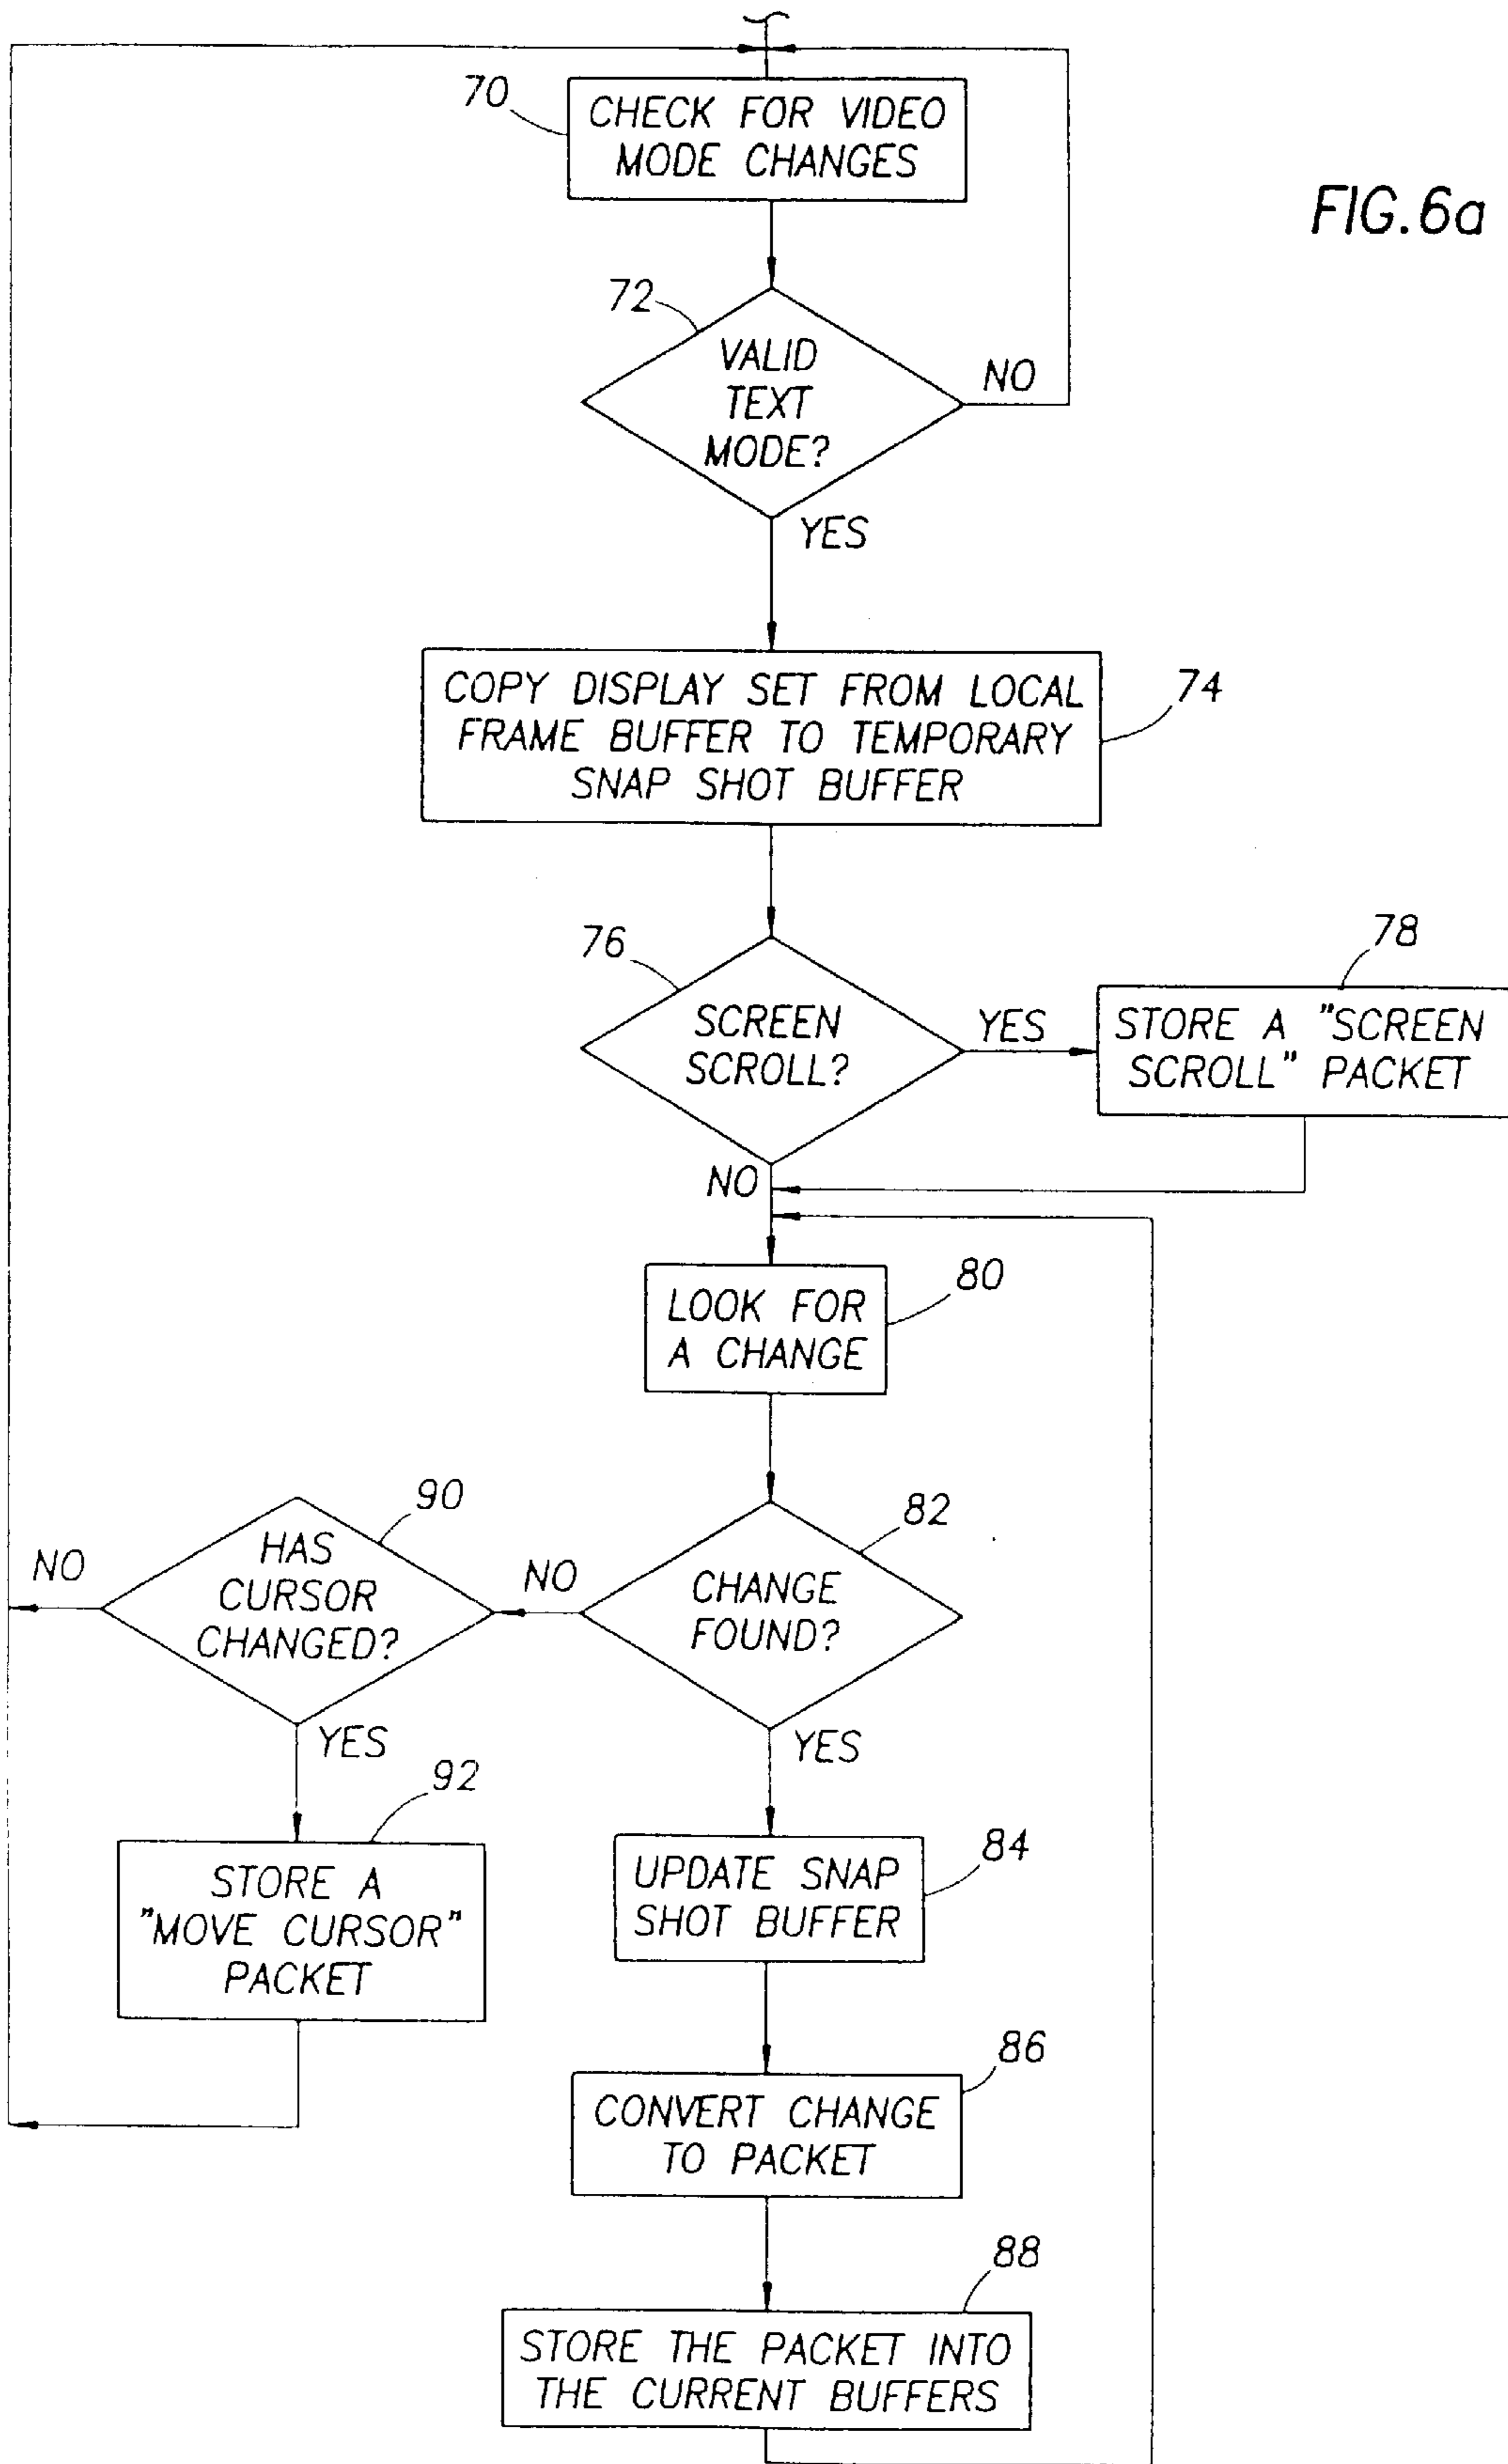 70
CHECK FOR VIDEO
MODE CHANGES
FIG.6a
72
VALID
TEXT
MODE?
NO
YES
COPY DISPLAY SET FROM LOCAL
FRAME BUFFER TO TEMPORARY
SNAP SHOT BUFFER
74
76
SCREEN
SCROLL?
YES
78
STORE A "SCREEN
SCROLL" PACKET
NO
LOOK FOR
A CHANGE
80
82
CHANGE
FOUND?
NO
90
HAS
CURSOR
CHANGED?
NO
YES
92
STORE A
"MOVE CURSOR"
PACKET
YES
UPDATE SNAP
SHOT BUFFER
84
CONVERT CHANGE
TO PACKET
86
88
STORE THE PACKET INTO
THE CURRENT BUFFERS